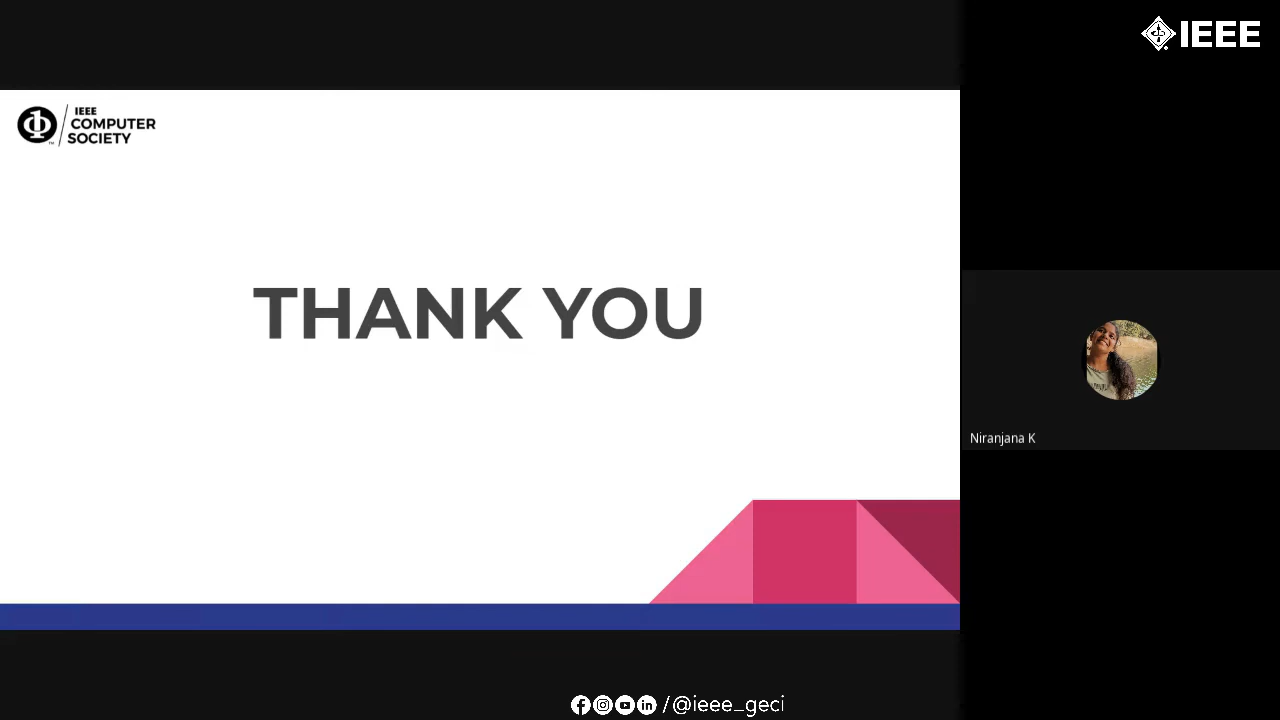 IEEE
IEEE
COMPUTER
SOCIETY
THANK YOU
Niranjana K
/@ieee_geci